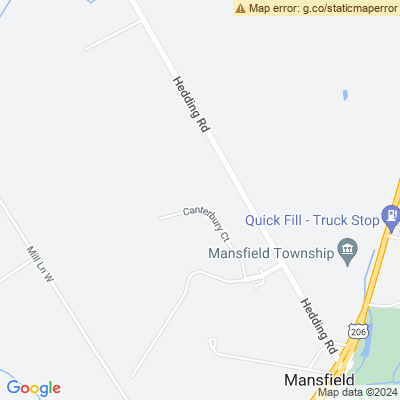 Map error: g.co/staticmaperror
Hedding Rd
Canterbury Ct
Quick Fill - Truck Stop
Mansfield Township
Mill Ln W
Hedding Rd
206
Mansfield
Google
Map data ©2024